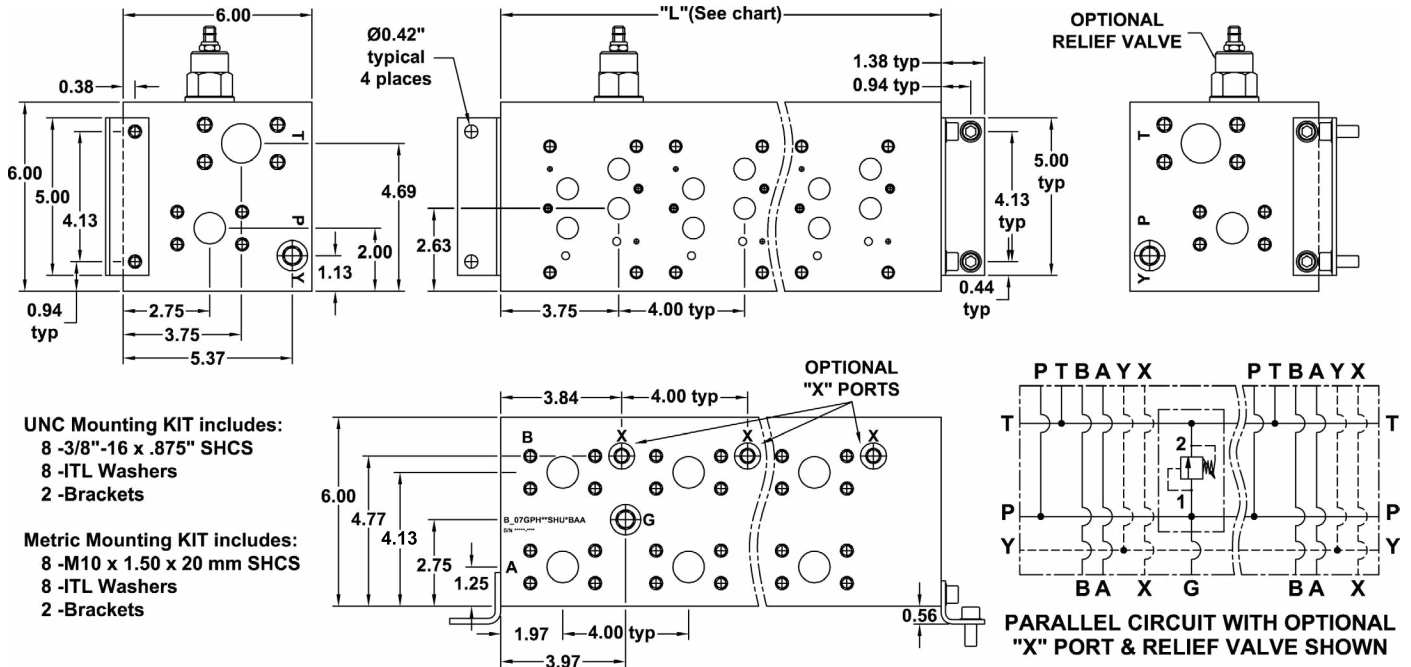 6.00
"L"(See chart)
OPTIONAL
RELIEF VALVE
Ø0.42"
typical
4 places
0.38
1.38 typ
0.94 typ
T
P
Y
6.00
5.00
4.13
4.69
2.00
1.13
0.94
typ
2.75
3.75
5.37
2.63
3.75
4.00 typ
5.00
typ
4.13
typ
0.44
typ
T
P
Y
UNC Mounting KIT includes:
8 -3/8"-16 x .875" SHCS
8 -ITL Washers
2 -Brackets
Metric Mounting KIT includes:
8 -M10 x 1.50 x 20 mm SHCS
8 -ITL Washers
2 -Brackets
OPTIONAL
"X" PORTS
3.84
4.00 typ
B
X
X
X
6.00
4.77
4.13
2.75
1.25
B_07GPH**SHU*BAA
G
A
1.97
4.00 typ
3.97
0.56
P T B A Y X P T B A Y X
T T
2
1
P P
Y Y
B A X G B A X
PARALLEL CIRCUIT WITH OPTIONAL
"X" PORT & RELIEF VALVE SHOWN